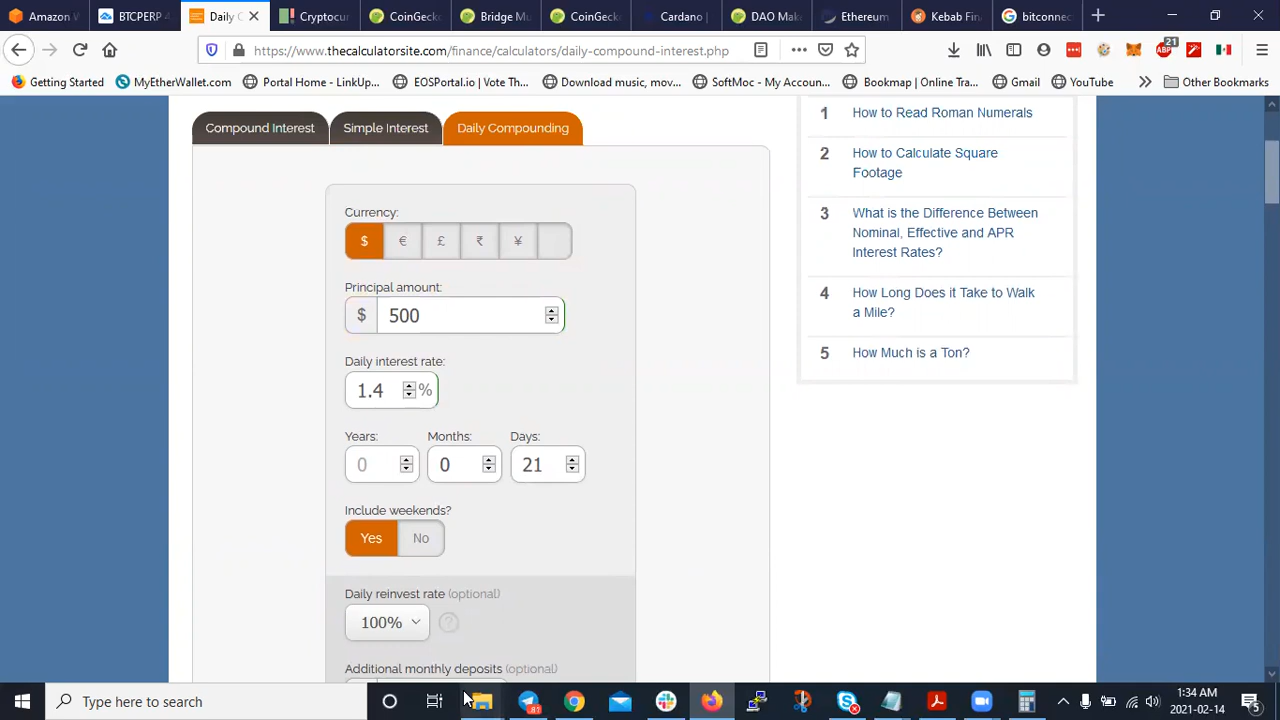 Amazon W
BTCPERP
Daily C
Cryptocur
CoinGeck
Bridge Mu
CoinGeck
Cardano
DAO Make
Ethereum
Kebab Fin
bitconnect
https://www.thecalculatorsite.com/finance/calculators/daily-compound-interest.php
21
ABP
Getting Started
MyEtherWallet.com
Portal Home - LinkUp...
EOSPortal.io | Vote Th...
Download music, mov...
SoftMoc - My Accoun...
Bookmap | Online Tra...
Gmail
YouTube
Other Bookmarks
Compound Interest
Simple Interest
Daily Compounding
1 How to Read Roman Numerals
2 How to Calculate Square
Footage
3 What is the Difference Between
Nominal, Effective and APR
Interest Rates?
4 How Long Does it Take to Walk
a Mile?
5 How Much is a Ton?
Currency:
$ € £ ₹ ¥
Principal amount:
$ 500
Daily interest rate:
1.4 %
Years: Months: Days:
0 0 21
Include weekends?
Yes No
Daily reinvest rate (optional)
100% ?
Additional monthly deposits (optional)
Type here to search
1:34 AM
2021-02-14
5